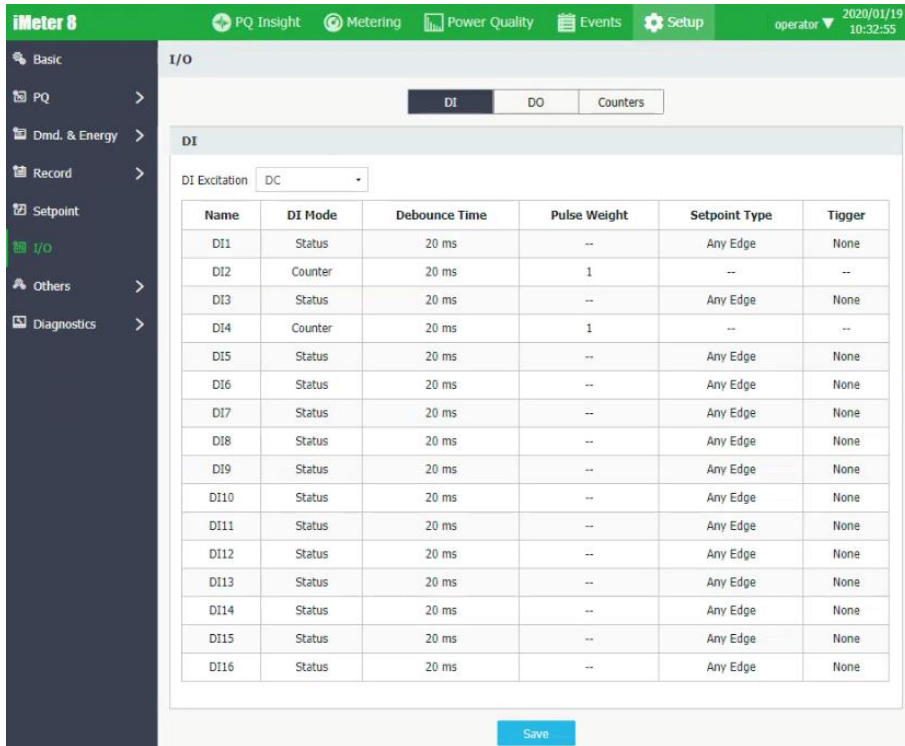 iMeter 8 PQ Insight Metering Power Quality Events Setup operator 2020/01/19
10:32:55
Basic
PQ
Dmd. & Energy
Record
Setpoint
I/O
Others
Diagnostics
I/O
DI DO Counters
DI
DI Excitation DC
Name DI Mode Debounce Time Pulse Weight Setpoint Type Tigger
DI1 Status 20 ms -- Any Edge None
DI2 Counter 20 ms 1 -- --
DI3 Status 20 ms -- Any Edge None
DI4 Counter 20 ms 1 -- --
DI5 Status 20 ms -- Any Edge None
DI6 Status 20 ms -- Any Edge None
DI7 Status 20 ms -- Any Edge None
DI8 Status 20 ms -- Any Edge None
DI9 Status 20 ms -- Any Edge None
DI10 Status 20 ms -- Any Edge None
DI11 Status 20 ms -- Any Edge None
DI12 Status 20 ms -- Any Edge None
DI13 Status 20 ms -- Any Edge None
DI14 Status 20 ms -- Any Edge None
DI15 Status 20 ms -- Any Edge None
DI16 Status 20 ms -- Any Edge None
Save